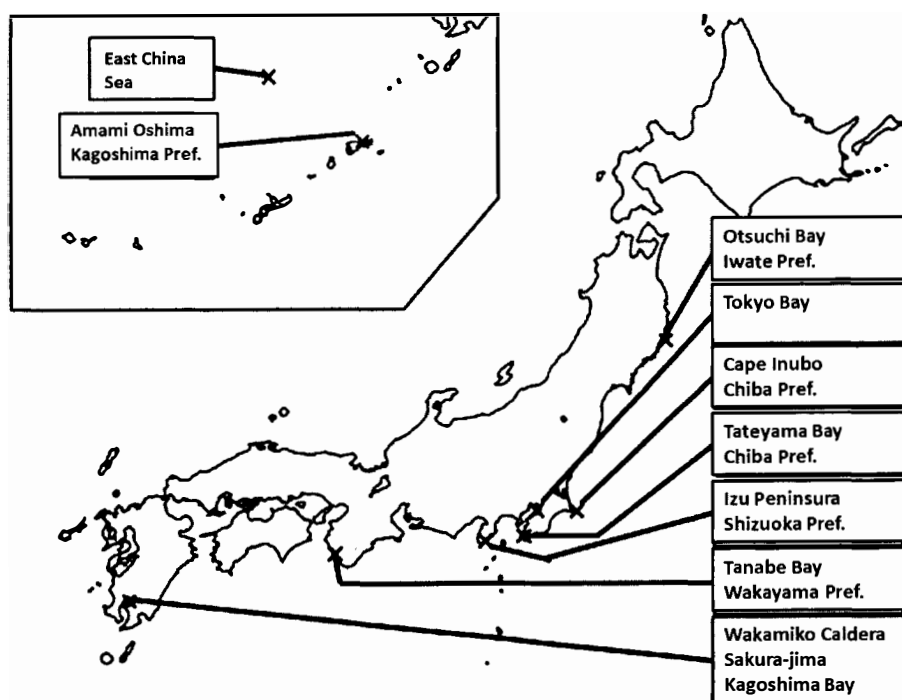 East China
Sea
Amami Oshima
Kagoshima Pref.
Otsuchi Bay
Iwate Pref.
Tokyo Bay
Cape Inubo
Chiba Pref.
Tateyama Bay
Chiba Pref.
Izu Peninsura
Shizuoka Pref.
Tanabe Bay
Wakayama Pref.
Wakamiko Caldera
Sakura-jima
Kagoshima Bay